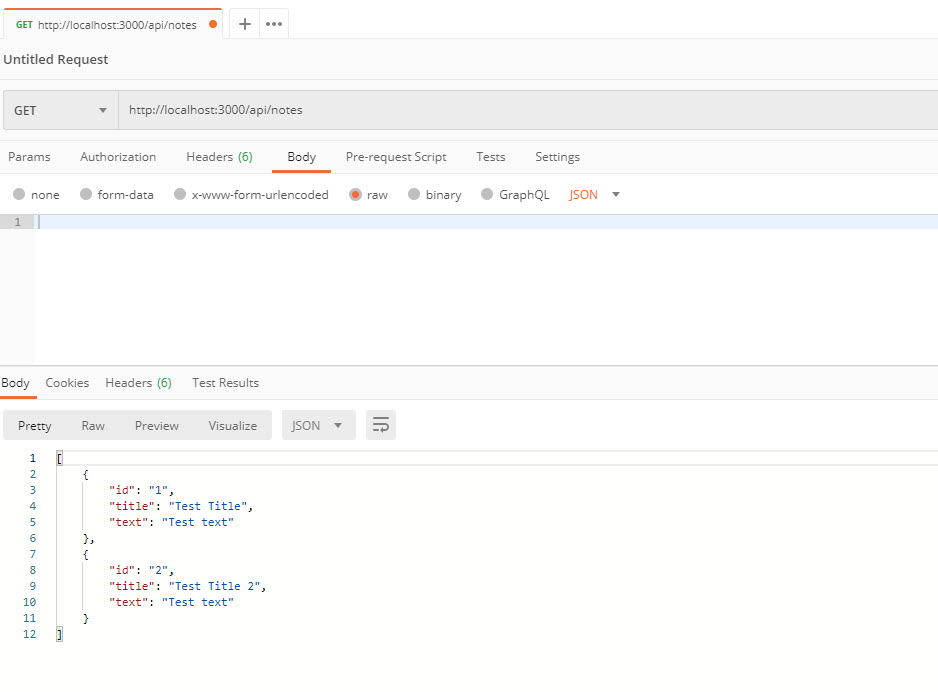 GET http://localhost:3000/api/notes
Untitled Request
GET http://localhost:3000/api/notes
Params Authorization Headers (6) Body Pre-request Script Tests Settings
none form-data x-www-form-urlencoded raw binary GraphQL JSON
1
Body Cookies Headers (6) Test Results
Pretty Raw Preview Visualize JSON
1 [
2 {
3 "id": "1",
4 "title": "Test Title",
5 "text": "Test text"
6 },
7 {
8 "id": "2",
9 "title": "Test Title 2",
10 "text": "Test text"
11 }
12 ]